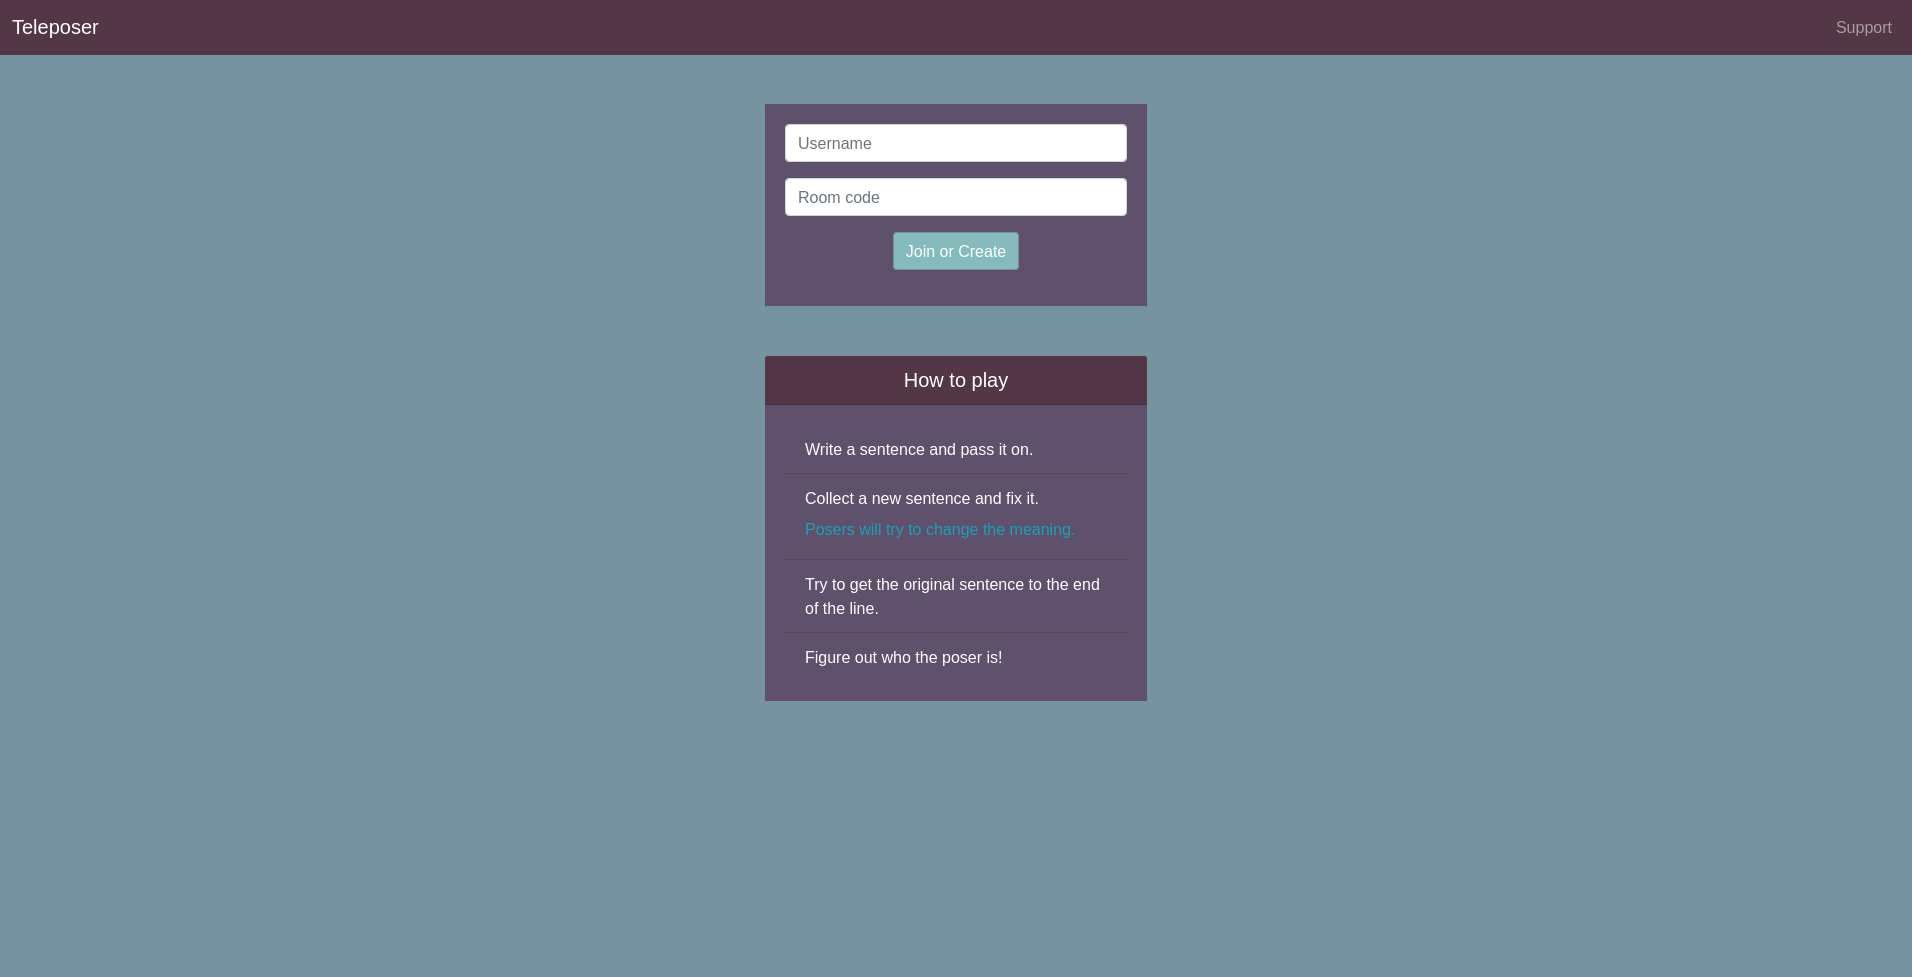 Teleposer
Support
Username
Room code
Join or Create
How to play
Write a sentence and pass it on.
Collect a new sentence and fix it.
Posers will try to change the meaning.
Try to get the original sentence to the end
of the line.
Figure out who the poser is!